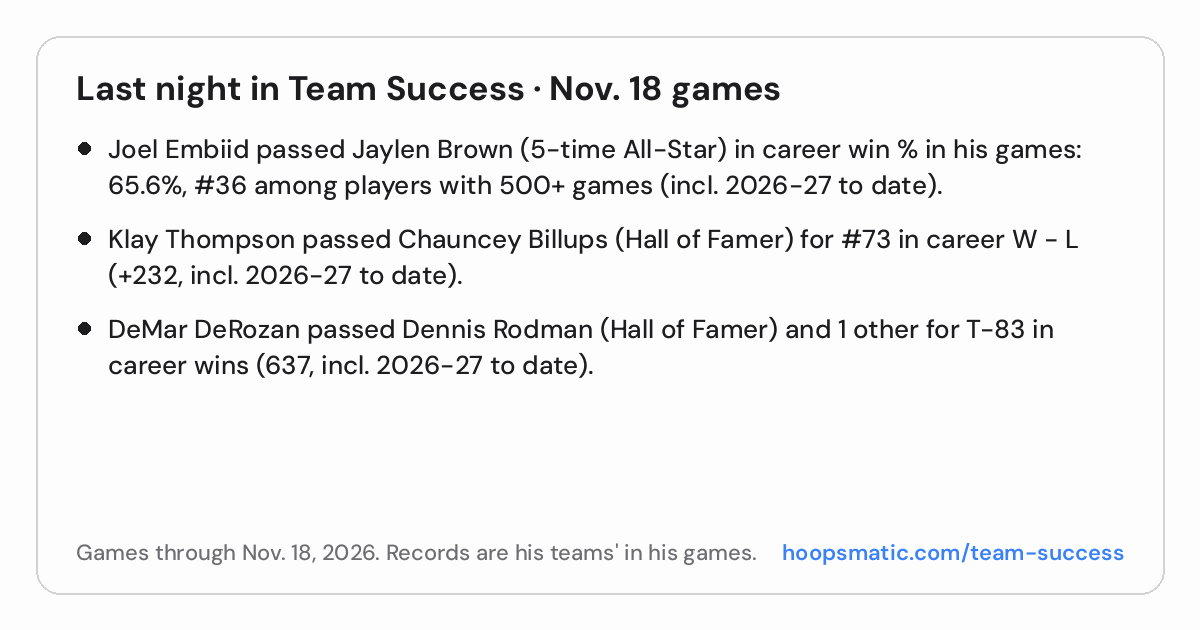 Last night in Team Success · Nov. 18 games
● Joel Embiid passed Jaylen Brown (5-time All-Star) in career win % in his games:
65.6%, #36 among players with 500+ games (incl. 2026-27 to date).
● Klay Thompson passed Chauncey Billups (Hall of Famer) for #73 in career W - L
(+232, incl. 2026-27 to date).
● DeMar DeRozan passed Dennis Rodman (Hall of Famer) and 1 other for T-83 in
career wins (637, incl. 2026-27 to date).
Games through Nov. 18, 2026. Records are his teams' in his games. hoopsmatic.com/team-success